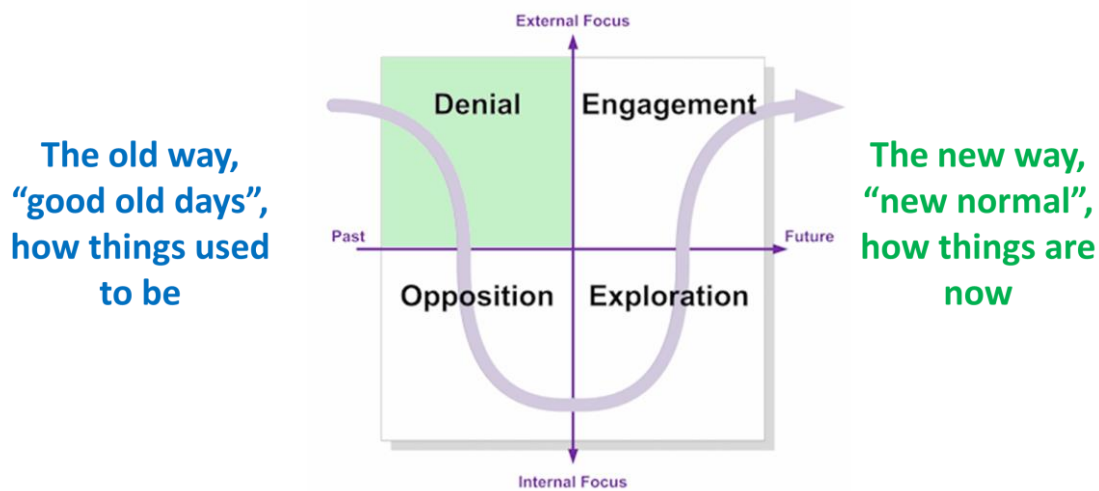 External Focus
Denial
Engagement
The old way,
“good old days”,
how things used
to be
The new way,
“new normal”,
how things are
now
Past
Future
Opposition
Exploration
Internal Focus